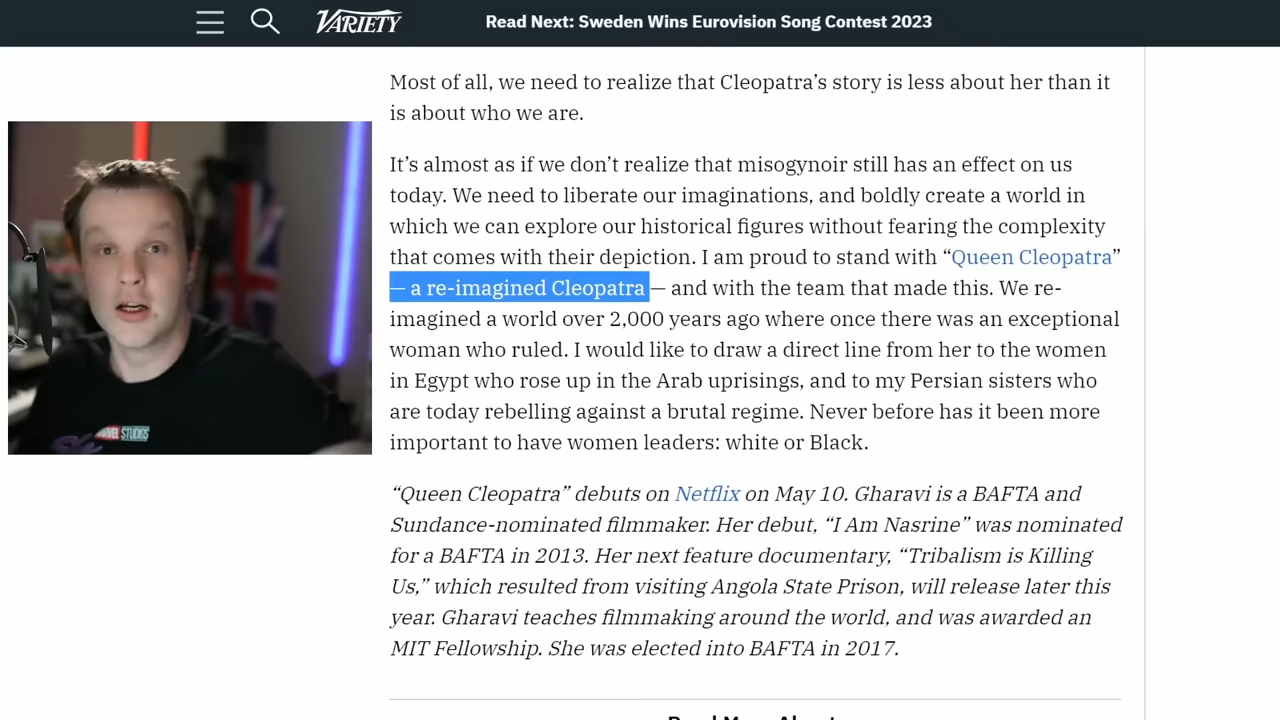 VARIETY
Read Next: Sweden Wins Eurovision Song Contest 2023
Most of all, we need to realize that Cleopatra’s story is less about her than it
is about who we are.
It’s almost as if we don’t realize that misogynoir still has an effect on us
today. We need to liberate our imaginations, and boldly create a world in
which we can explore our historical figures without fearing the complexity
that comes with their depiction. I am proud to stand with “Queen Cleopatra”
— a re-imagined Cleopatra — and with the team that made this. We re-
imagined a world over 2,000 years ago where once there was an exceptional
woman who ruled. I would like to draw a direct line from her to the women
in Egypt who rose up in the Arab uprisings, and to my Persian sisters who
are today rebelling against a brutal regime. Never before has it been more
important to have women leaders: white or Black.
“Queen Cleopatra” debuts on Netflix on May 10. Gharavi is a BAFTA and
Sundance-nominated filmmaker. Her debut, “I Am Nasrine” was nominated
for a BAFTA in 2013. Her next feature documentary, “Tribalism is Killing
Us,” which resulted from visiting Angola State Prison, will release later this
year. Gharavi teaches filmmaking around the world, and was awarded an
MIT Fellowship. She was elected into BAFTA in 2017.
STUDIOS